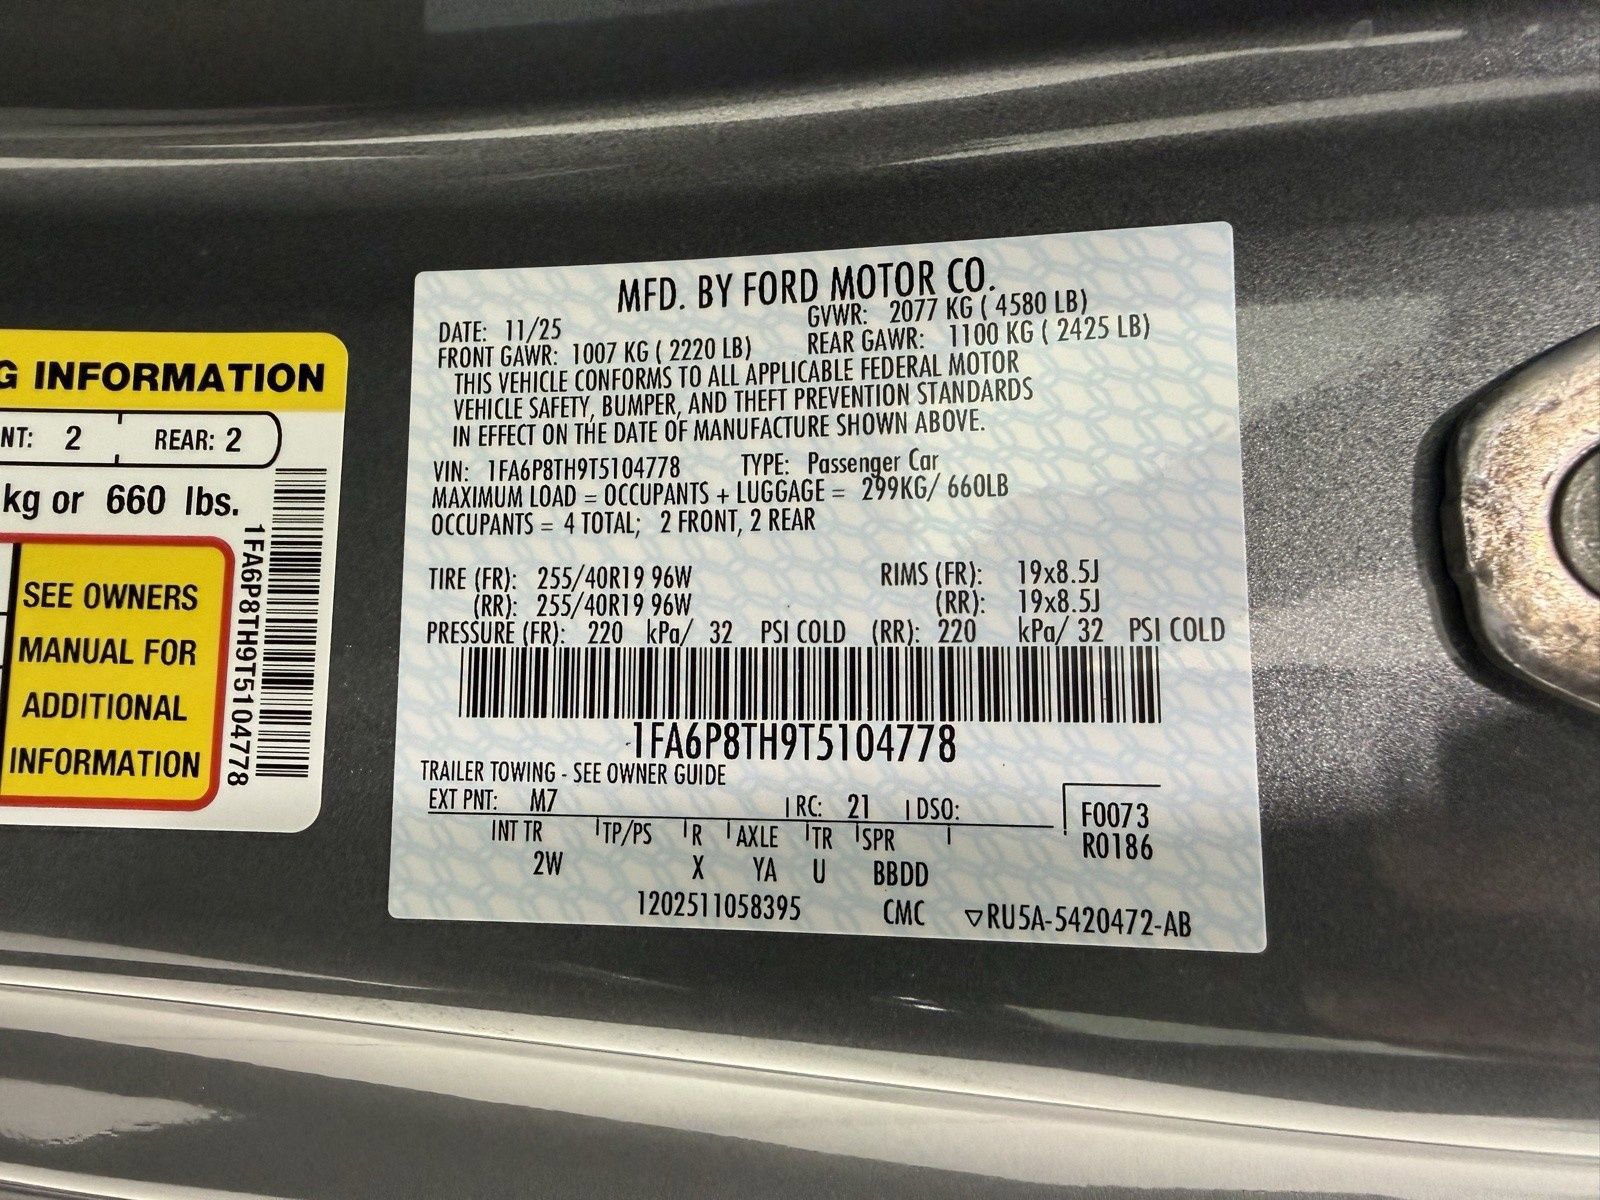 G INFORMATION
NT: 2 REAR: 2
kg or 660 lbs.
SEE OWNERS
MANUAL FOR
ADDITIONAL
INFORMATION
1FA6P8TH9T5104778
MFD. BY FORD MOTOR CO.
DATE: 11/25 GVWR: 2077 KG ( 4580 LB)
FRONT GAWR: 1007 KG ( 2220 LB) REAR GAWR: 1100 KG ( 2425 LB)
THIS VEHICLE CONFORMS TO ALL APPLICABLE FEDERAL MOTOR
VEHICLE SAFETY, BUMPER, AND THEFT PREVENTION STANDARDS
IN EFFECT ON THE DATE OF MANUFACTURE SHOWN ABOVE.
VIN: 1FA6P8TH9T5104778 TYPE: Passenger Car
MAXIMUM LOAD = OCCUPANTS + LUGGAGE = 299KG/ 660LB
OCCUPANTS = 4 TOTAL; 2 FRONT, 2 REAR
TIRE (FR): 255/40R19 96W RIMS (FR): 19x8.5J
(RR): 255/40R19 96W (RR): 19x8.5J
PRESSURE (FR): 220 kPa/ 32 PSI COLD (RR): 220 kPa/ 32 PSI COLD
1FA6P8TH9T5104778
TRAILER TOWING - SEE OWNER GUIDE
EXT PNT: M7 RC: 21 DSO: F0073
INT TR TP/PS R AXLE TR SPR R0186
2W X YA U BBDD
1202511058395 CMC ▽RU5A-5420472-AB